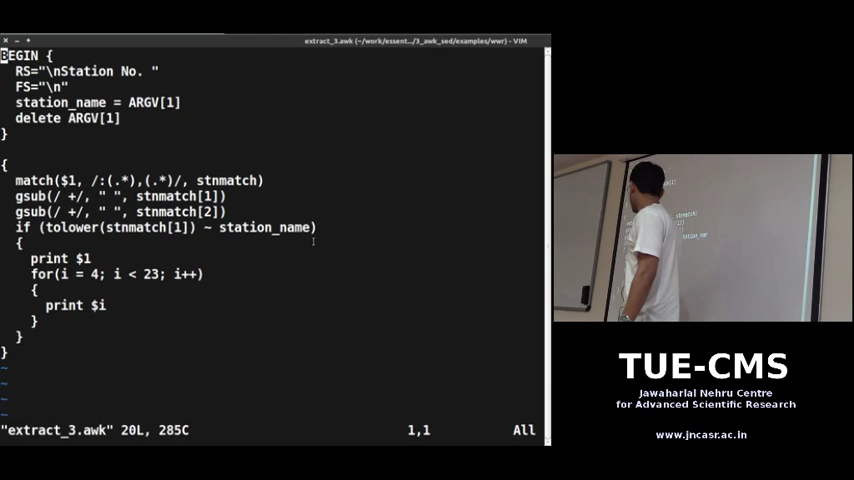 extract_3.awk (~/work/essent.../3_awk_sed/examples/wwr) - VIM
BEGIN {
RS="\nStation No. "
FS="\n"
station_name = ARGV[1]
delete ARGV[1]
}
{
match($1, /:(.*),(.*)/, stnmatch)
gsub(/ +/, " ", stnmatch[1])
gsub(/ +/, " ", stnmatch[2])
if (tolower(stnmatch[1]) ~ station_name)
{
print $1
for(i = 4; i < 23; i++)
{
print $i
}
}
}
~
~
~
~
"extract_3.awk" 20L, 285C 1,1 All
TUE-CMS
Jawaharlal Nehru Centre
for Advanced Scientific Research
www.jncasr.ac.in